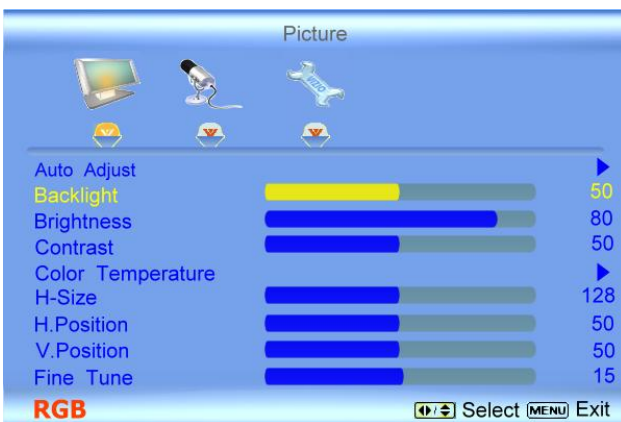 Picture
VIZIO
Auto Adjust
Backlight 50
Brightness 80
Contrast 50
Color Temperature
H-Size 128
H.Position 50
V.Position 50
Fine Tune 15
RGB Select MENU Exit